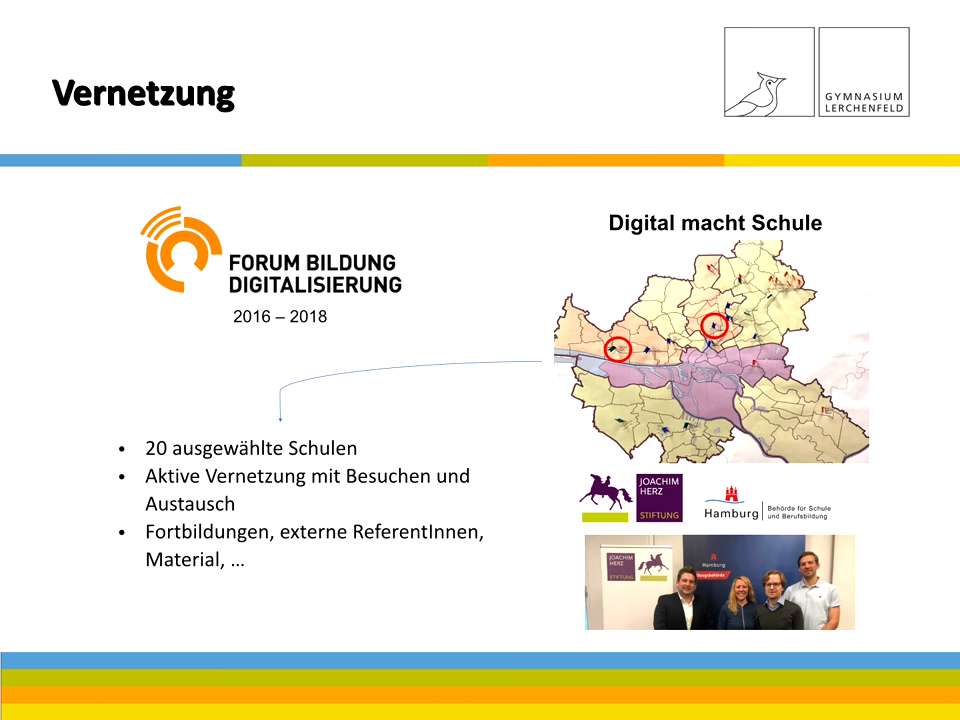 Vernetzung
GYMNASIUM
LERCHENFELD
FORUM BILDUNG
DIGITALISIERUNG
2016 – 2018
Digital macht Schule
• 20 ausgewählte Schulen
• Aktive Vernetzung mit Besuchen und
Austausch
• Fortbildungen, externe ReferentInnen,
Material, …
JOACHIM
HERZ
STIFTUNG
Hamburg
Behörde für Schule
und Berufsbildung
JOACHIM
HERZ
STIFTUNG
Hamburg